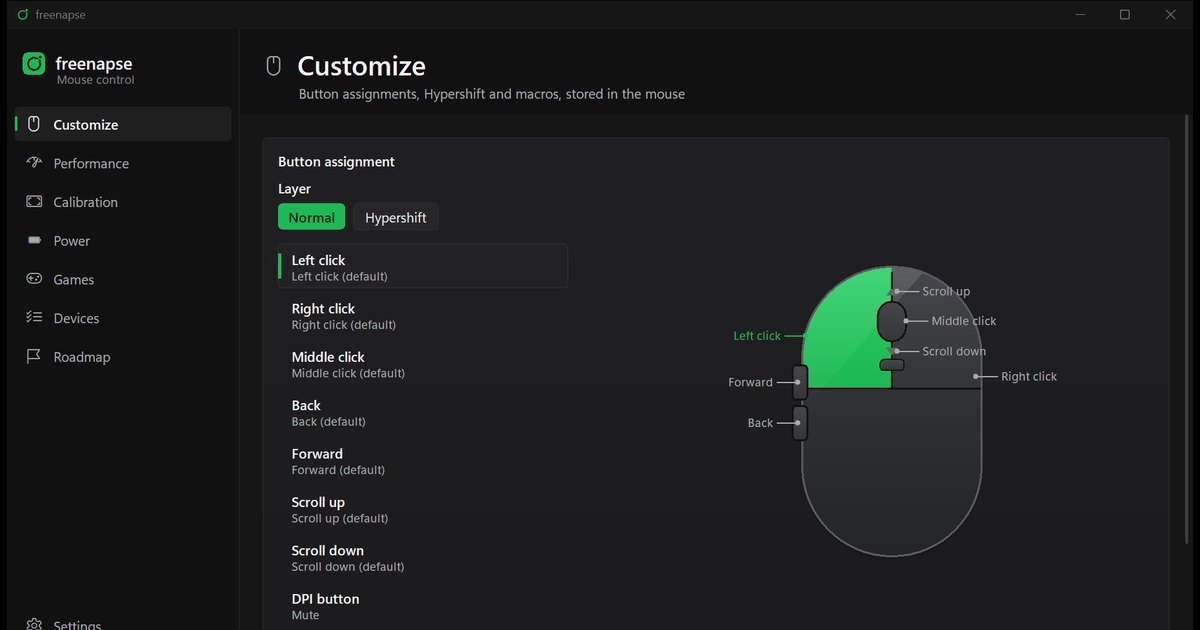 freenapse
freenapse
Mouse control
Customize
Performance
Calibration
Power
Games
Devices
Roadmap
Settings
Customize
Button assignments, Hypershift and macros, stored in the mouse
Button assignment
Layer
Normal
Hypershift
Left click
Left click (default)
Right click
Right click (default)
Middle click
Middle click (default)
Back
Back (default)
Forward
Forward (default)
Scroll up
Scroll up (default)
Scroll down
Scroll down (default)
DPI button
Mute
Scroll up
Middle click
Left click
Scroll down
Right click
Forward
Back